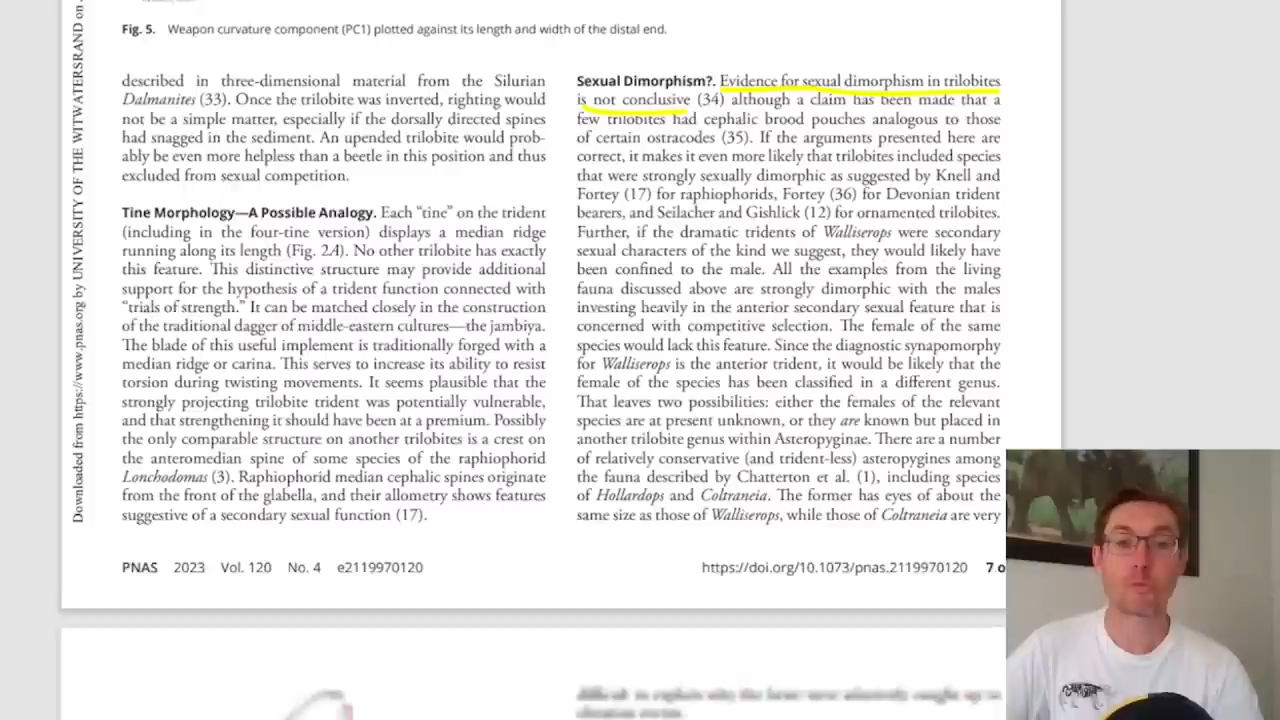 Fig. 5. Weapon curvature component (PC1) plotted against its length and width of the distal end.
described in three-dimensional material from the Silurian
Dalmanites (33). Once the trilobite was inverted, righting would
not be a simple matter, especially if the dorsally directed spines
had snagged in the sediment. An upended trilobite would prob-
ably be even more helpless than a beetle in this position and thus
excluded from sexual competition.
Tine Morphology—A Possible Analogy. Each “tine” on the trident
(including in the four-tine version) displays a median ridge
running along its length (Fig. 2A). No other trilobite has exactly
this feature. This distinctive structure may provide additional
support for the hypothesis of a trident function connected with
“trials of strength.” It can be matched closely in the construction
of the traditional dagger of middle-eastern cultures—the jambiya.
The blade of this useful implement is traditionally forged with a
median ridge or carina. This serves to increase its ability to resist
torsion during twisting movements. It seems plausible that the
strongly projecting trilobite trident was potentially vulnerable,
and that strengthening it should have been at a premium. Possibly
the only comparable structure on another trilobites is a crest on
the anteromedian spine of some species of the raphiophorid
Lonchodomas (3). Raphiophorid median cephalic spines originate
from the front of the glabella, and their allometry shows features
suggestive of a secondary sexual function (17).
Sexual Dimorphism?. Evidence for sexual dimorphism in trilobites
is not conclusive (34) although a claim has been made that a
few trilobites had cephalic brood pouches analogous to those
of certain ostracodes (35). If the arguments presented here are
correct, it makes it even more likely that trilobites included species
that were strongly sexually dimorphic as suggested by Knell and
Fortey (17) for raphiophorids, Fortey (36) for Devonian trident
bearers, and Seilacher and Gishlick (12) for ornamented trilobites.
Further, if the dramatic tridents of Walliserops were secondary
sexual characters of the kind we suggest, they would likely have
been confined to the male. All the examples from the living
fauna discussed above are strongly dimorphic with the males
investing heavily in the anterior secondary sexual feature that is
concerned with competitive selection. The female of the same
species would lack this feature. Since the diagnostic synapomorphy
for Walliserops is the anterior trident, it would be likely that the
female of the species has been classified in a different genus.
That leaves two possibilities: either the females of the relevant
species are at present unknown, or they are known but placed in
another trilobite genus within Asteropyginae. There are a number
of relatively conservative (and trident-less) asteropygines among
the fauna described by Chatterton et al. (1), including species
of Hollardops and Coltraneia. The former has eyes of about the
same size as those of Walliserops, while those of Coltraneia are very
PNAS 2023 Vol. 120 No. 4 e2119970120
https://doi.org/10.1073/pnas.2119970120 7 o
Downloaded from https://www.pnas.org by UNIVERSITY OF THE WITWATERSRAND on